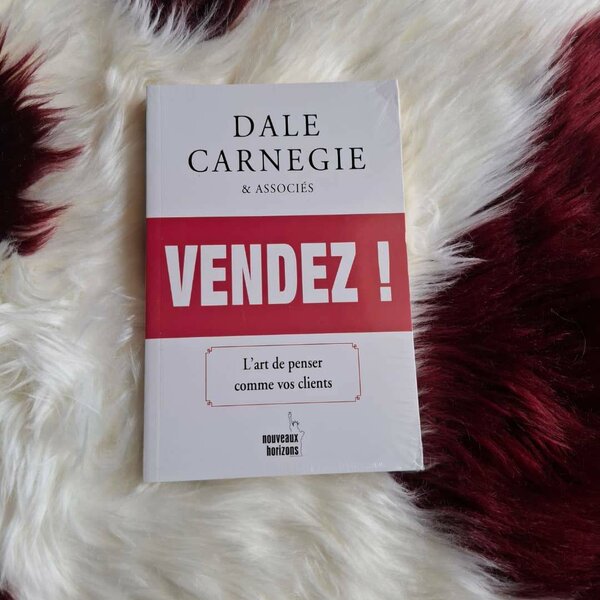 DALE
CARNEGIE
& ASSOCIÉS
VENDEZ !
L'art de penser
comme vos clients
nouveaux
horizons